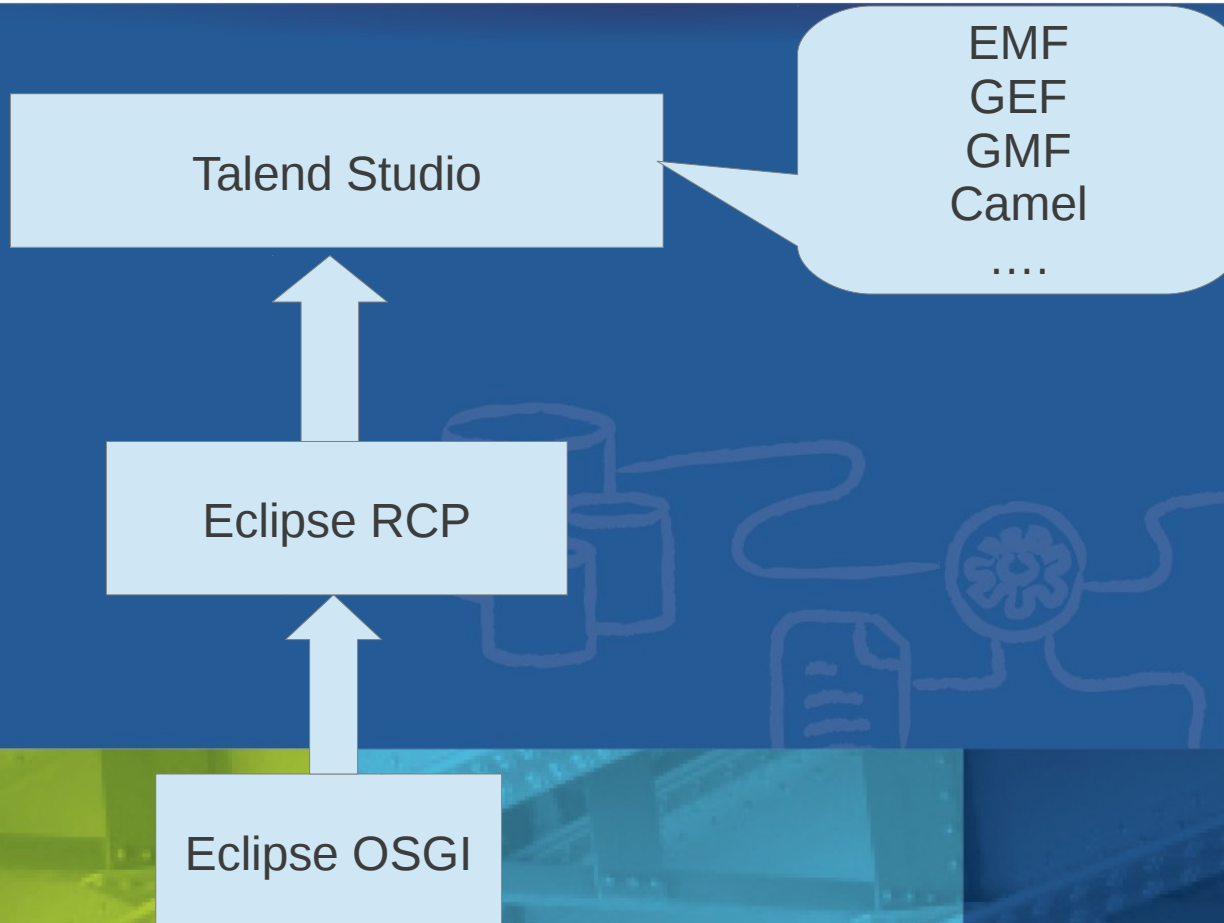 Talend Studio
EMF
GEF
GMF
Camel
....
Eclipse RCP
Eclipse OSGI